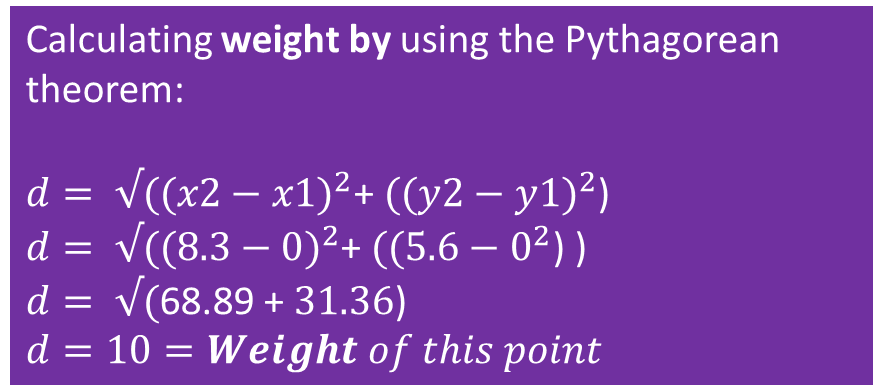 Calculating weight by using the Pythagorean
theorem:
d = √((x2 − x1)²+ ((y2 − y1)²)
d = √((8.3 − 0)²+ ((5.6 − 0²) )
d = √(68.89 + 31.36)
d = 10 = Weight of this point